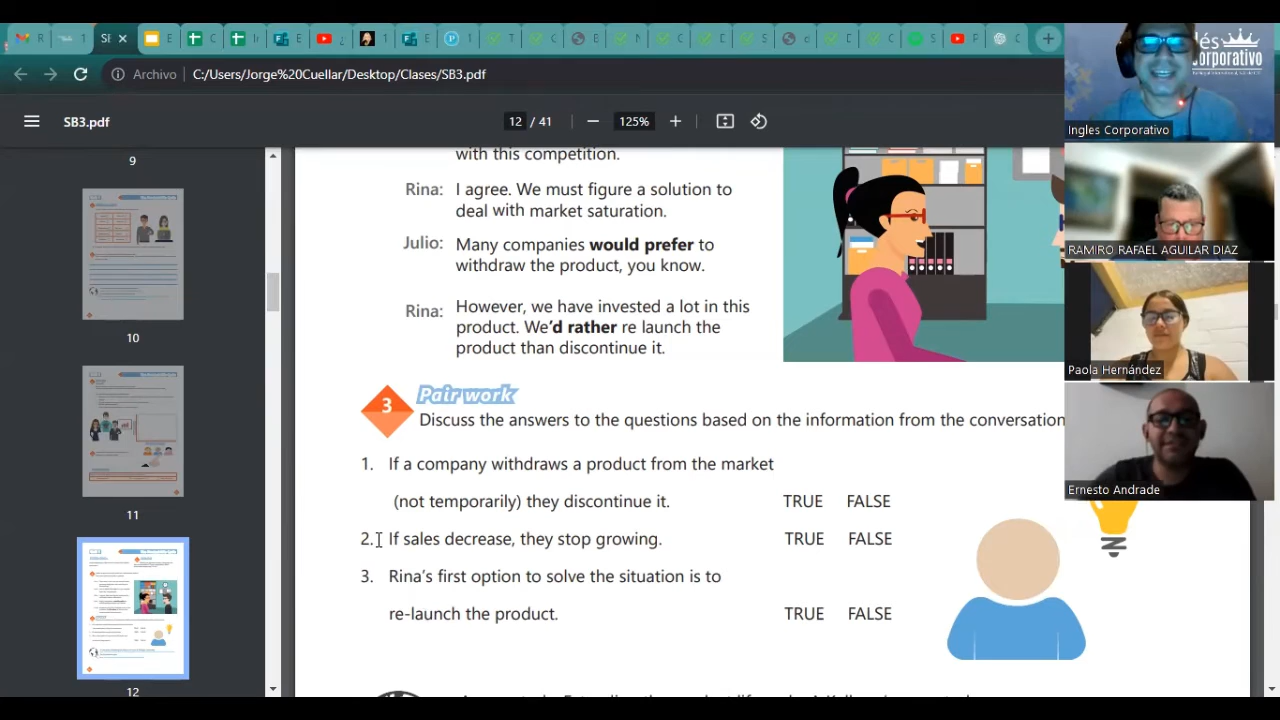 SI
Archivo
C:/Users/Jorge%20Cuellar/Desktop/Clases/SB3.pdf
SB3.pdf
12 / 41
125%
9
10
11
12
with this competition.
Rina: I agree. We must figure a solution to
deal with market saturation.
Julio: Many companies would prefer to
withdraw the product, you know.
Rina: However, we have invested a lot in this
product. We'd rather re launch the
product than discontinue it.
3
Pair work
Discuss the answers to the questions based on the information from the conversation
1. If a company withdraws a product from the market
(not temporarily) they discontinue it. TRUE FALSE
2. If sales decrease, they stop growing. TRUE FALSE
3. Rina's first option to solve the situation is to
re-launch the product. TRUE FALSE
lés
Corporativo
Ingles Corporativo
RAMIRO RAFAEL AGUILAR DIAZ
Paola Hernández
Ernesto Andrade